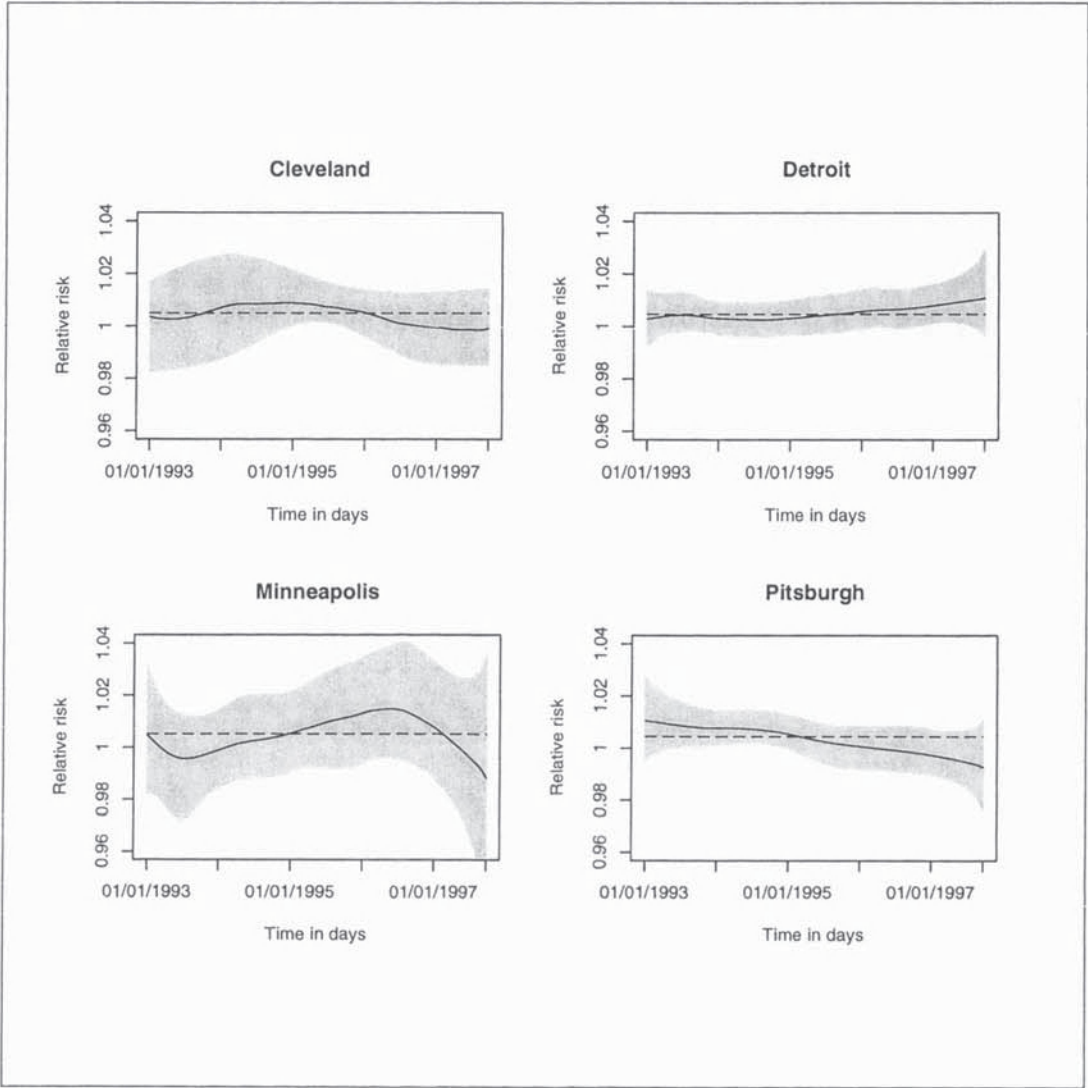 Cleveland
Relative risk
1.04
1.02
1
0.98
0.96
01/01/1993 01/01/1995 01/01/1997
Time in days
Detroit
Relative risk
1.04
1.02
1
0.98
0.96
01/01/1993 01/01/1995 01/01/1997
Time in days
Minneapolis
Relative risk
1.04
1.02
1
0.98
0.96
01/01/1993 01/01/1995 01/01/1997
Time in days
Pitsburgh
Relative risk
1.04
1.02
1
0.98
0.96
01/01/1993 01/01/1995 01/01/1997
Time in days